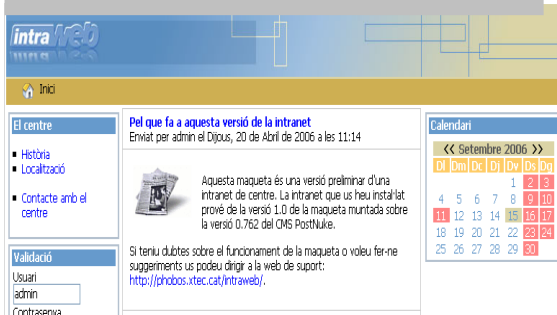 intraweb
Inici
El centre
Història
Localització
Contacte amb el
centre
Validació
Usuari
admin
Contrasenya
Pel que fa a aquesta versió de la intranet
Enviat per admin el Dijous, 20 de Abril de 2006 a les 11:14
Aquesta maqueta és una versió preliminar d'una
intranet de centre. La intranet que us heu instal·lat
prové de la versió 1.0 de la maqueta muntada sobre
la versió 0.762 del CMS PostNuke.
Si teniu dubtes sobre el funcionament de la maqueta o voleu fer-ne
suggeriments us podeu dirigir a la web de suport:
http://phobos.xtec.cat/intraweb/.
Calendari
<< Setembre 2006 >>
Dl Dm Dc Dj Dv Ds Dg
1 2 3
4 5 6 7 8 9 10
11 12 13 14 15 16 17
18 19 20 21 22 23 24
25 26 27 28 29 30